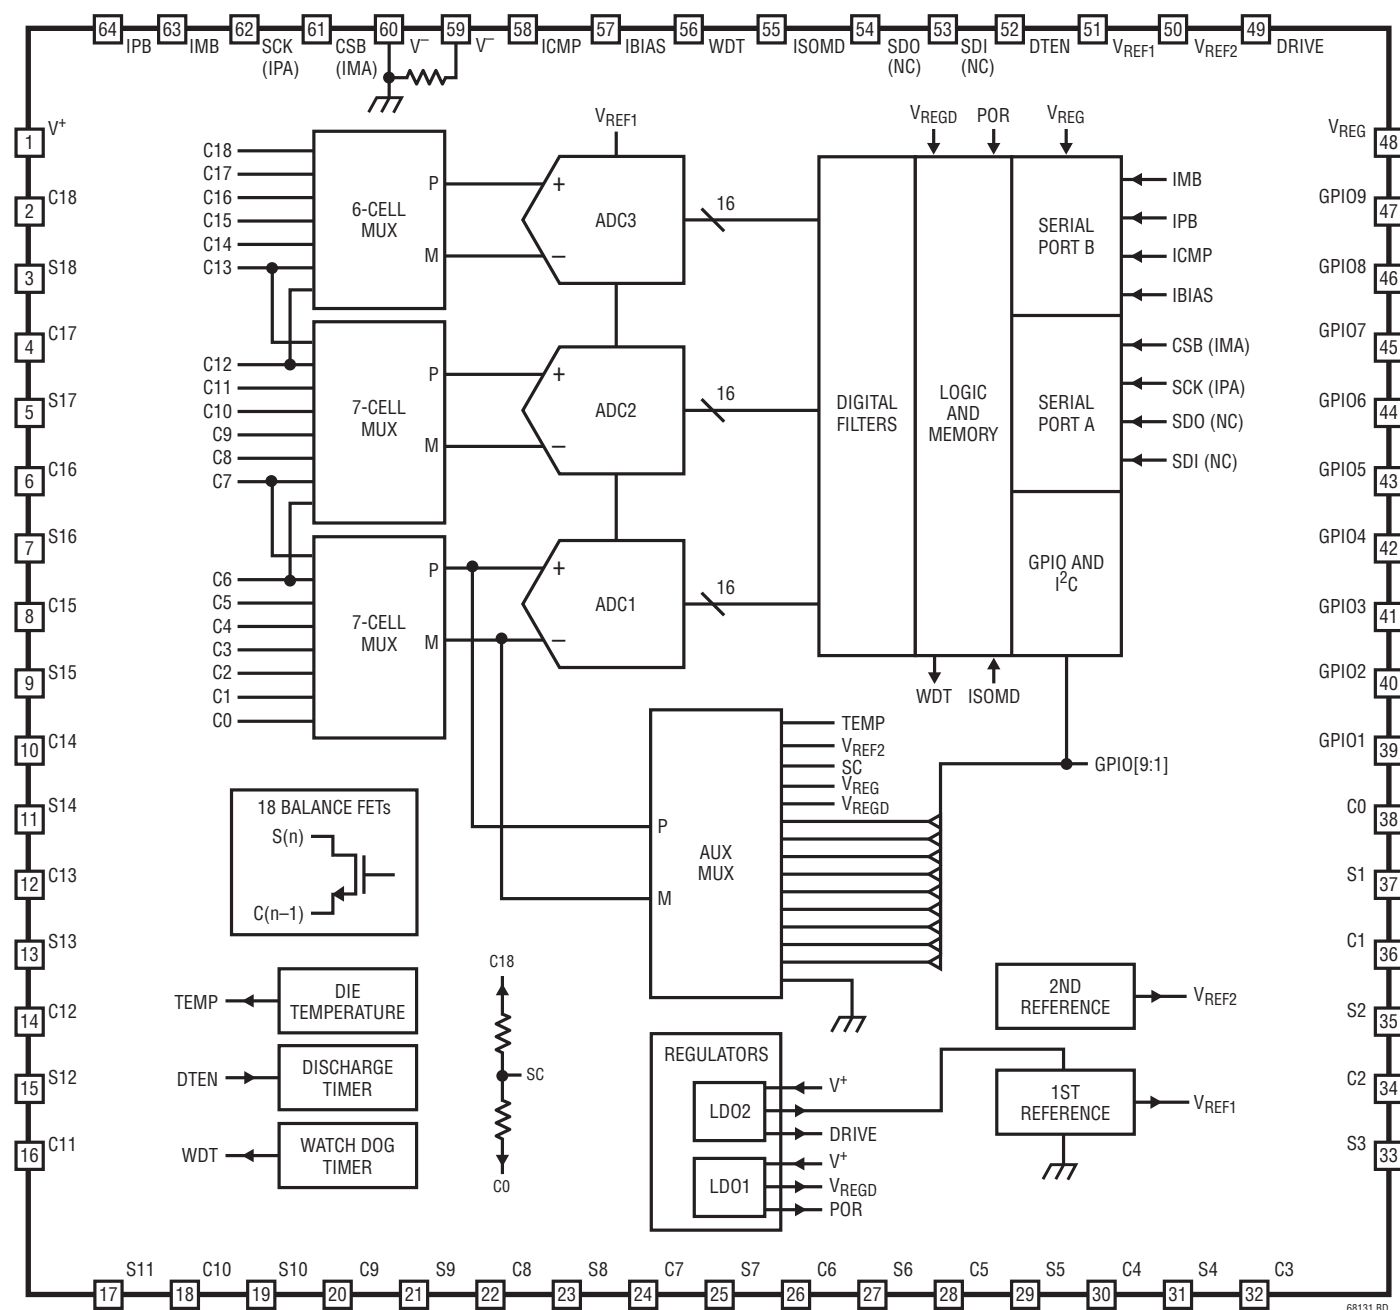 64 IPB 63 IMB 62 SCK (IPA) 61 CSB (IMA) 60 V⁻ 59 V⁻ 58 ICMP 57 IBIAS 56 WDT 55 ISOMD 54 SDO (NC) 53 SDI (NC) 52 DTEN 51 VREF1 50 VREF2 49 DRIVE
1 V⁺
2 C18
3 S18
4 C17
5 S17
6 C16
7 S16
8 C15
9 S15
10 C14
11 S14
12 C13
13 S13
14 C12
15 S12
16 C11
C18
C17
C16
C15
C14
C13
6-CELL
MUX
P
M
C12
C11
C10
C9
C8
C7
7-CELL
MUX
P
M
C6
C5
C4
C3
C2
C1
C0
7-CELL
MUX
P
M
VREF1
+
−
ADC3
16
+
−
ADC2
16
+
−
ADC1
16
VREGD
POR
VREG
DIGITAL
FILTERS
LOGIC
AND
MEMORY
SERIAL
PORT B
SERIAL
PORT A
GPIO AND
I²C
IMB
IPB
ICMP
IBIAS
CSB (IMA)
SCK (IPA)
SDO (NC)
SDI (NC)
WDT
ISOMD
GPIO[9:1]
P
M
AUX
MUX
TEMP
VREF2
SC
VREG
VREGD
18 BALANCE FETs
S(n)
C(n–1)
TEMP
DIE
TEMPERATURE
DTEN
DISCHARGE
TIMER
WDT
WATCH DOG
TIMER
C18
SC
C0
REGULATORS
LDO2
V⁺
DRIVE
LDO1
V⁺
VREGD
POR
2ND
REFERENCE
VREF2
1ST
REFERENCE
VREF1
VREG 48
GPIO9 47
GPIO8 46
GPIO7 45
GPIO6 44
GPIO5 43
GPIO4 42
GPIO3 41
GPIO2 40
GPIO1 39
C0 38
S1 37
C1 36
S2 35
C2 34
S3 33
17 S11 18 C10 19 S10 20 C9 21 S9 22 C8 23 S8 24 C7 25 S7 26 C6 27 S6 28 C5 29 S5 30 C4 31 S4 32 C3
68131 BD